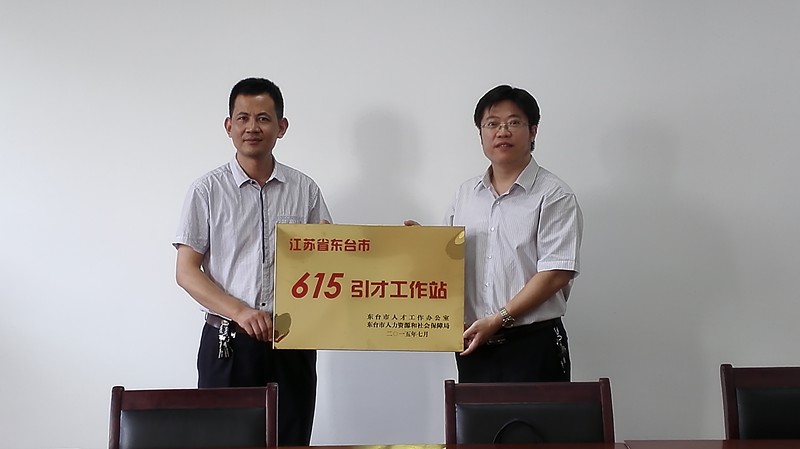 江苏省东台市
615 引才工作站
东台市人才工作办公室
东台市人力资源和社会保障局
二〇一五年七月